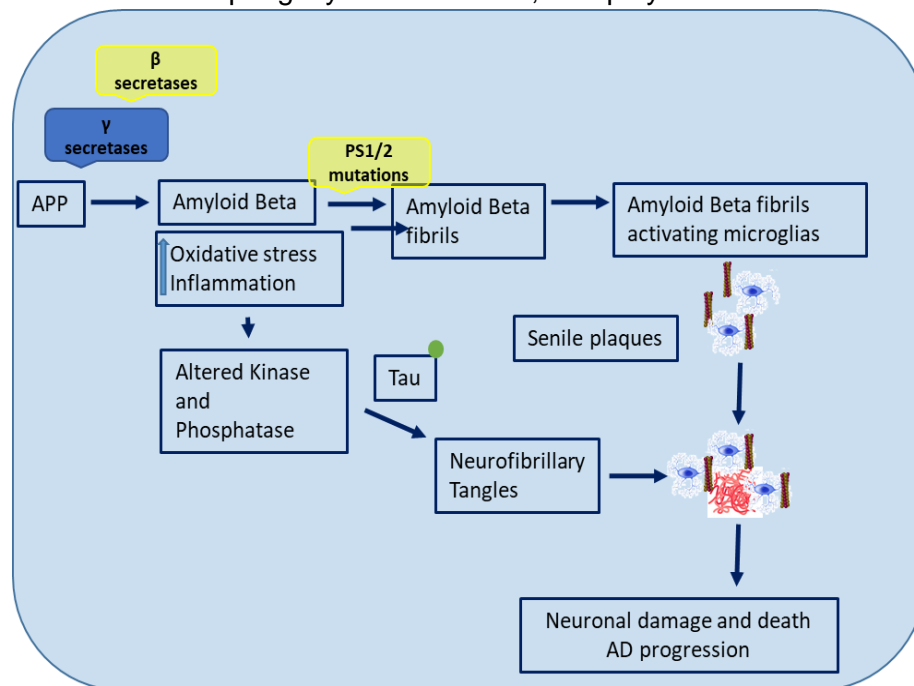 β
secretases
γ
secretases
PS1/2
mutations
APP
Amyloid Beta
Amyloid Beta
fibrils
Amyloid Beta fibrils
activating microglias
Oxidative stress
Inflammation
Senile plaques
Altered Kinase
and
Phosphatase
Tau
Neurofibrillary
Tangles
Neuronal damage and death
AD progression